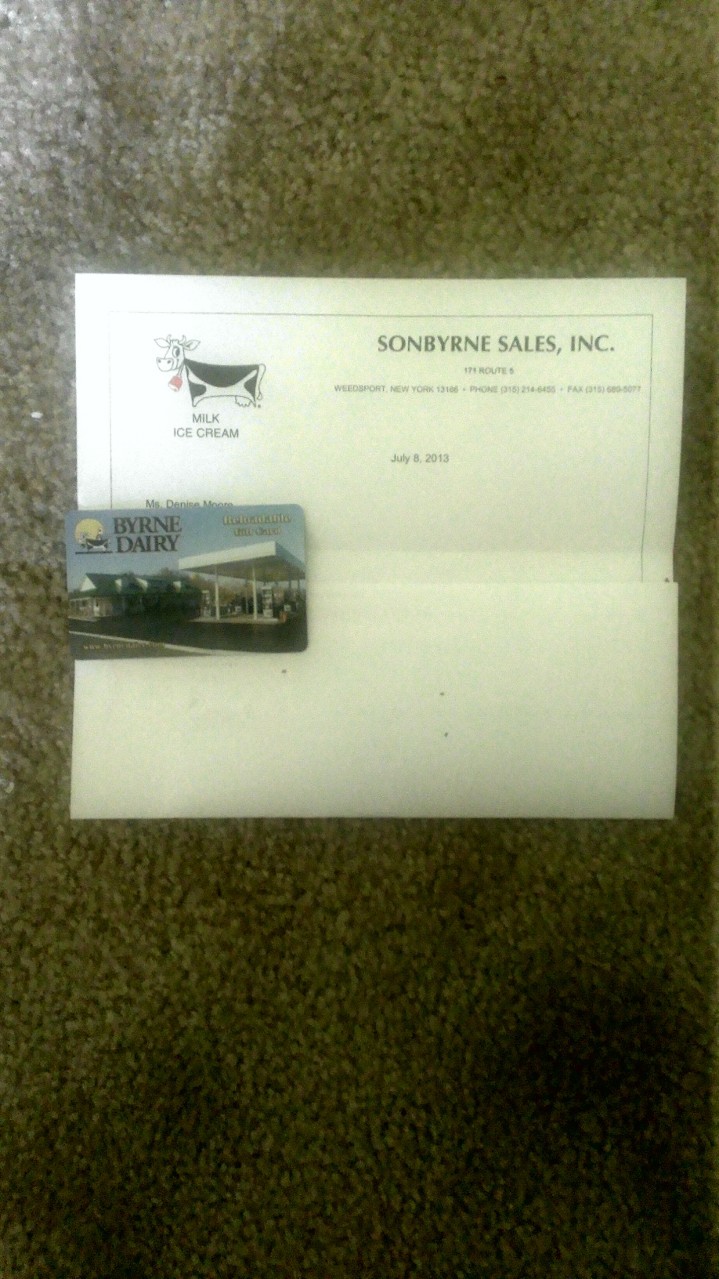 SONBYRNE SALES, INC.
171 ROUTE 5
WEEDSPORT, NEW YORK 13166 • PHONE (315) 214-6455 • FAX (315) 689-5077
MILK
ICE CREAM
July 8, 2013
Ms. Denise Moore
BYRNE
DAIRY
Reloadable
Gift Card